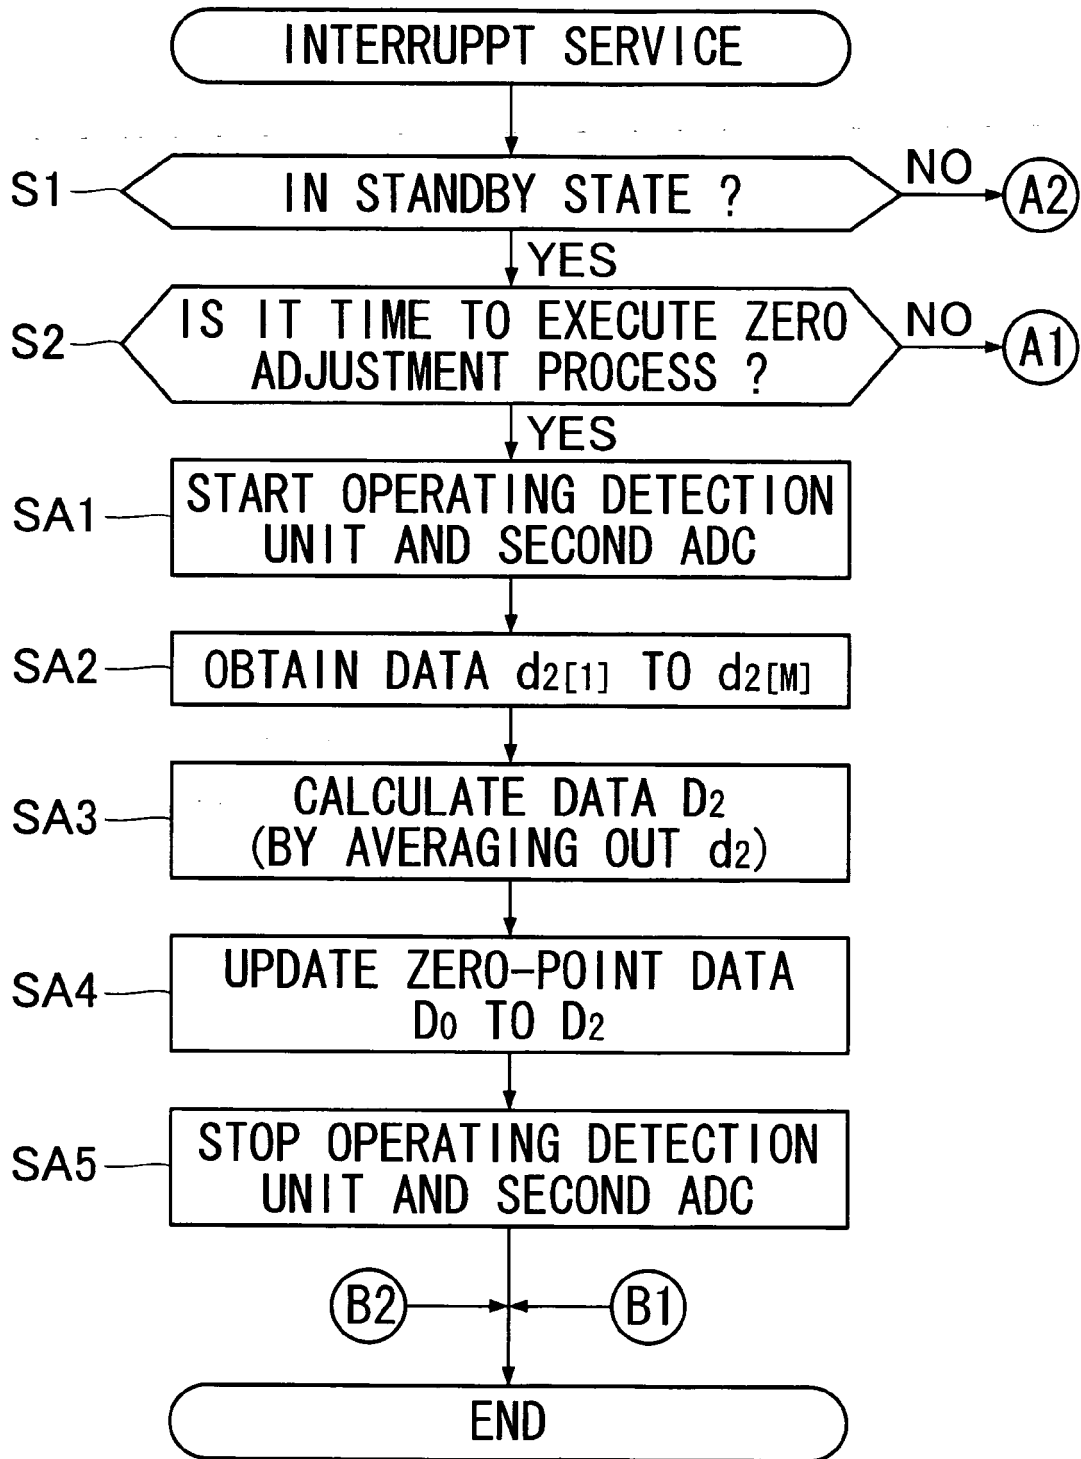 INTERRUPPT SERVICE
S1
IN STANDBY STATE ?
NO
A2
YES
S2
IS IT TIME TO EXECUTE ZERO
ADJUSTMENT PROCESS ?
NO
A1
YES
SA1
START OPERATING DETECTION
UNIT AND SECOND ADC
SA2
OBTAIN DATA d2[1] TO d2[M]
SA3
CALCULATE DATA D2
(BY AVERAGING OUT d2)
SA4
UPDATE ZERO-POINT DATA
D0 TO D2
SA5
STOP OPERATING DETECTION
UNIT AND SECOND ADC
B2
B1
END